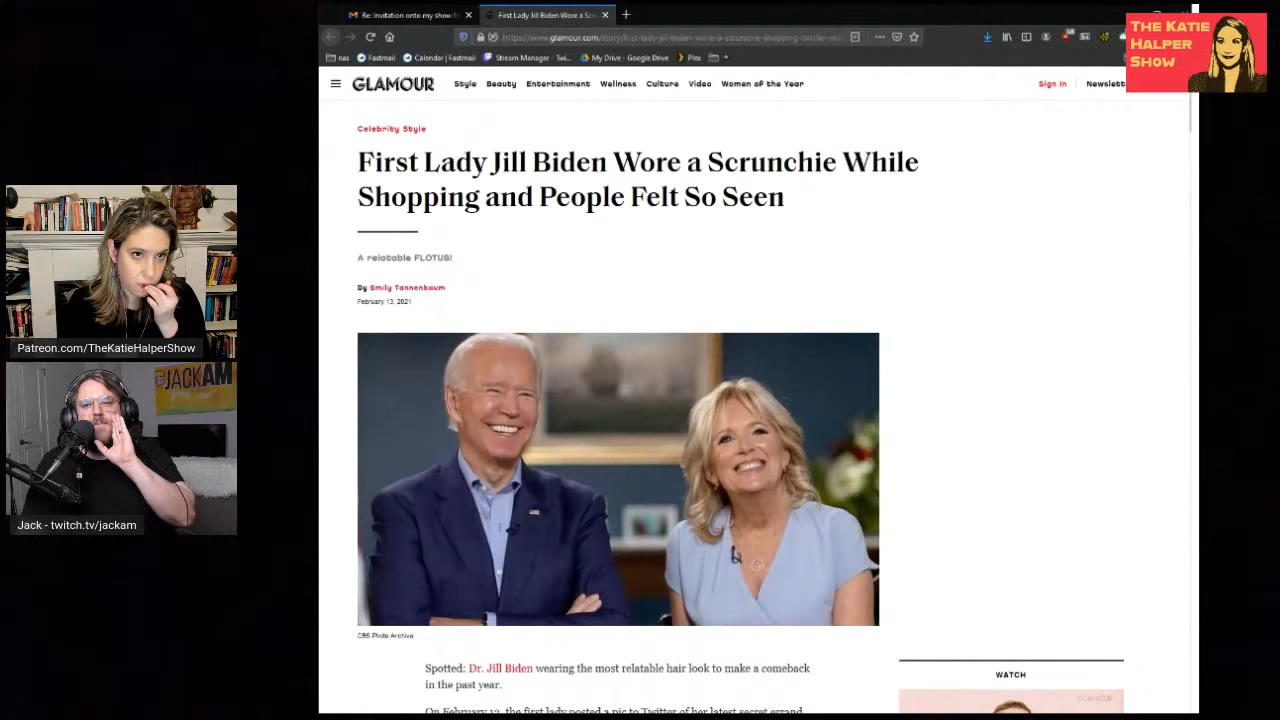 Re: Invitation onto my show
First Lady Jill Biden Wore a Scru
https://www.glamour.com/story/first-lady-jill-biden-wore-a-scrunchie-shopping-twitter-res
nas
Fastmail
Calendar | Fastmail
Stream Manager - Twi...
My Drive - Google Drive
Plex
THE KATIE
HALPER
SHOW
GLAMOUR
Style Beauty Entertainment Wellness Culture Video Women of the Year
Sign In
Newslett
Celebrity Style
First Lady Jill Biden Wore a Scrunchie While
Shopping and People Felt So Seen
A relatable FLOTUS!
By Emily Tannenbaum
February 13, 2021
Patreon.com/TheKatieHalperShow
JACKAM
Jack - twitch.tv/jackam
CBS Photo Archive
Spotted: Dr. Jill Biden wearing the most relatable hair look to make a comeback
in the past year.
On February 12, the first lady posted a pic to Twitter of her latest secret errand
WATCH
GLAMOUR